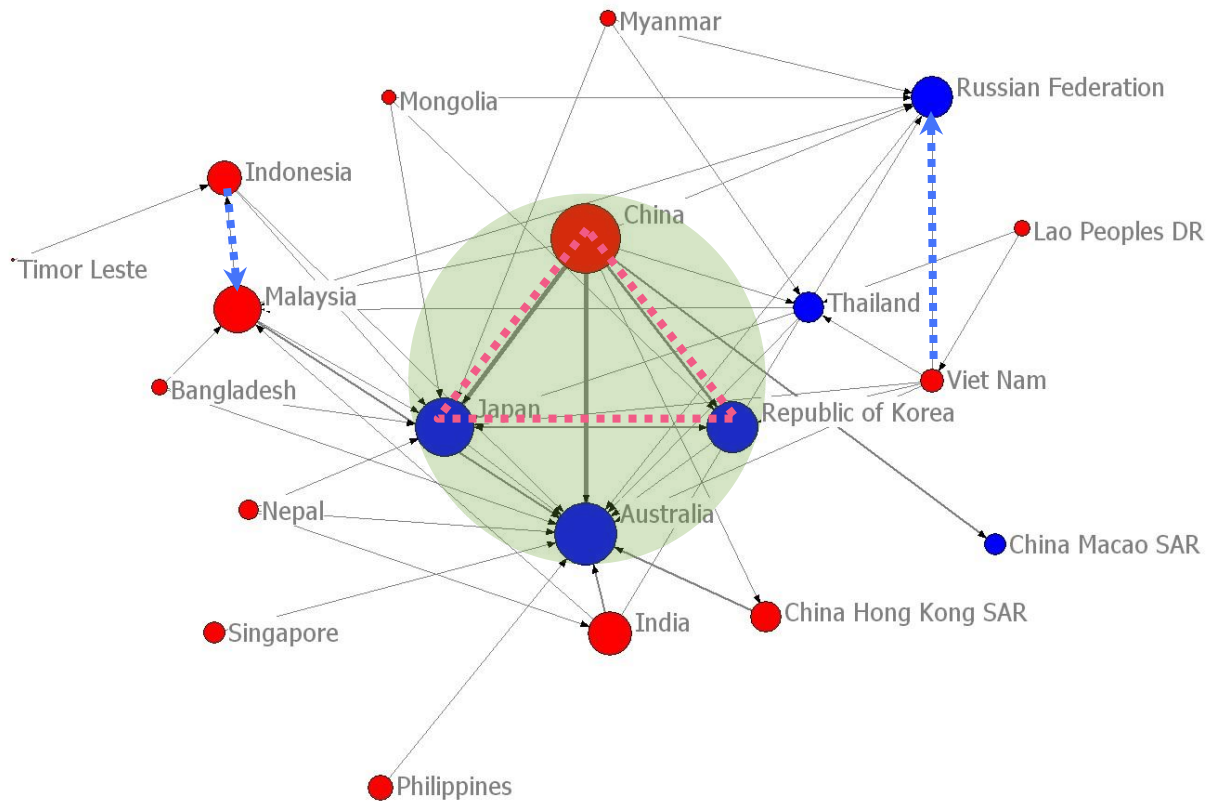 Myanmar
Russian Federation
Mongolia
Indonesia
China
Lao Peoples DR
Timor Leste
Malaysia
Thailand
Bangladesh
Japan
Republic of Korea
Viet Nam
Nepal
Australia
China Macao SAR
Singapore
India
China Hong Kong SAR
Philippines